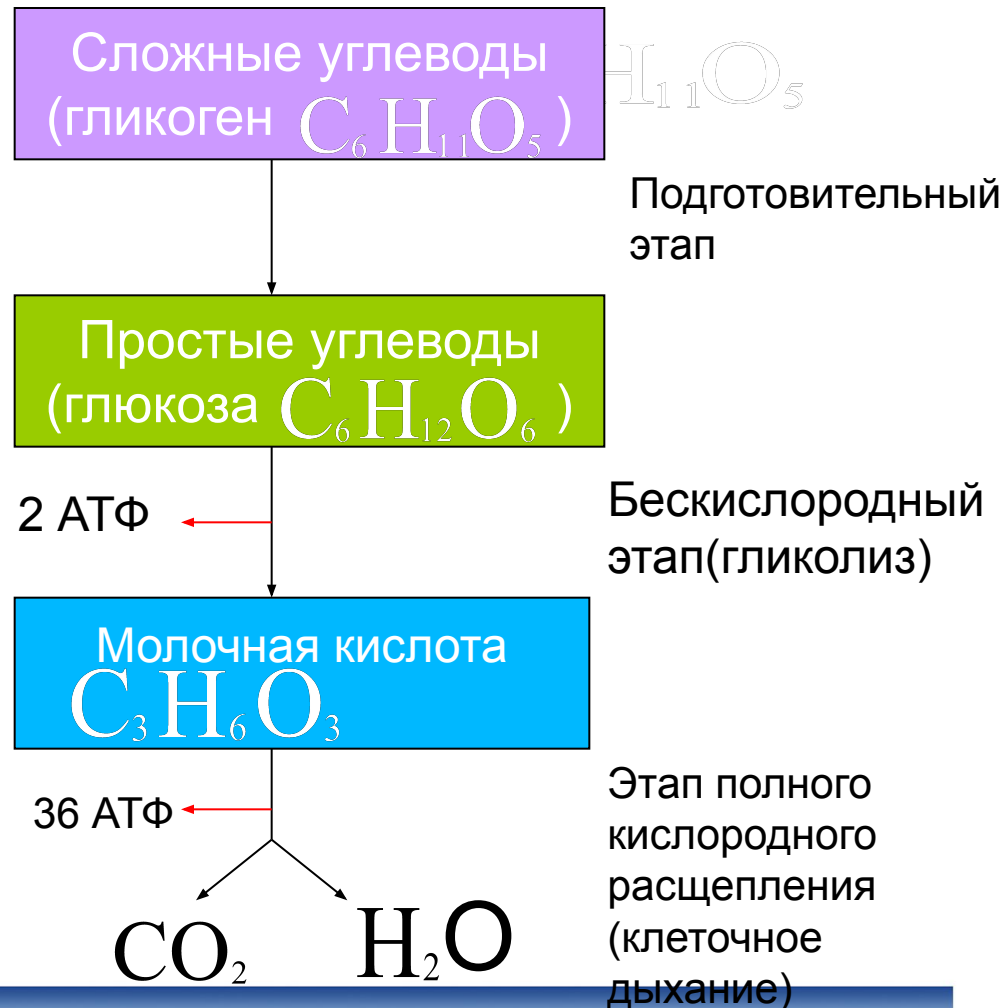 Сложные углеводы
(гликоген C₆H₁₁O₅ )
H₁₁O₅
Подготовительный
этап
Простые углеводы
(глюкоза C₆H₁₂O₆ )
2 АТФ
Бескислородный
этап(гликолиз)
Молочная кислота
C₃H₆O₃
36 АТФ
Этап полного
кислородного
расщепления
(клеточное
дыхание)
CO₂
H₂O